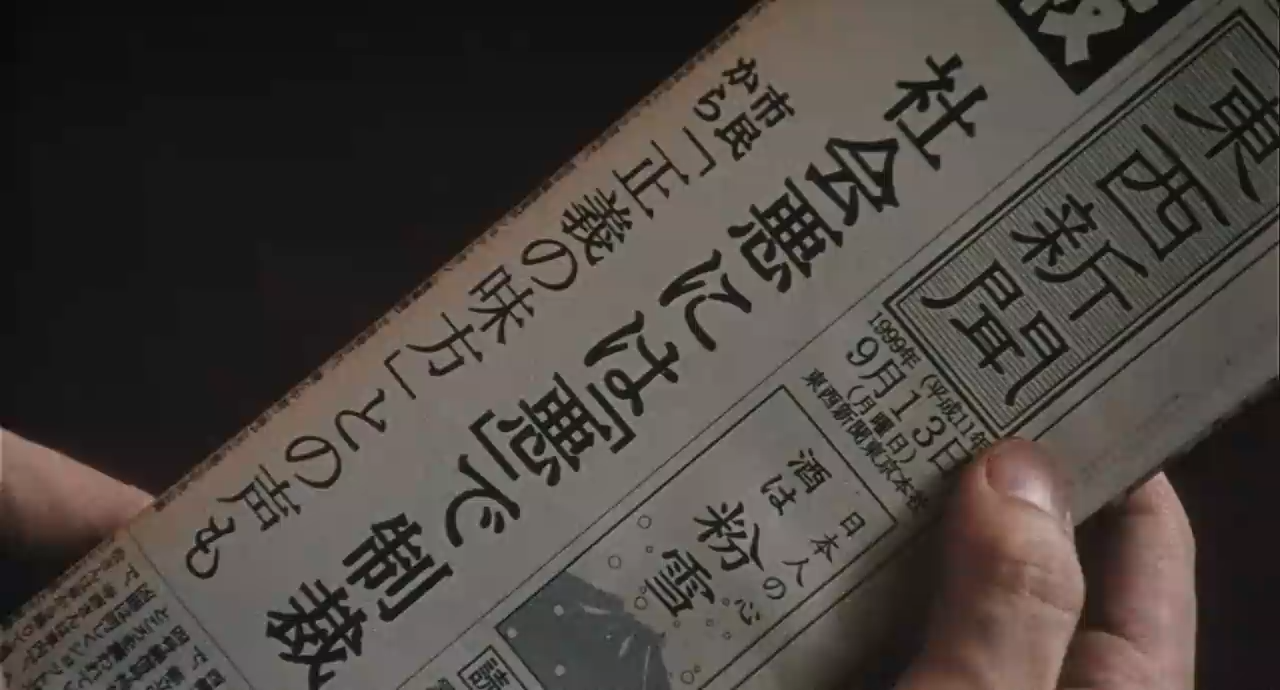 東西新聞
1999年（平成11年
9月13日
（月曜日）
東西新聞東京本社
社会悪には「悪」で制裁
市民から「正義の味方」との声も
日本人の心
酒は粉雪